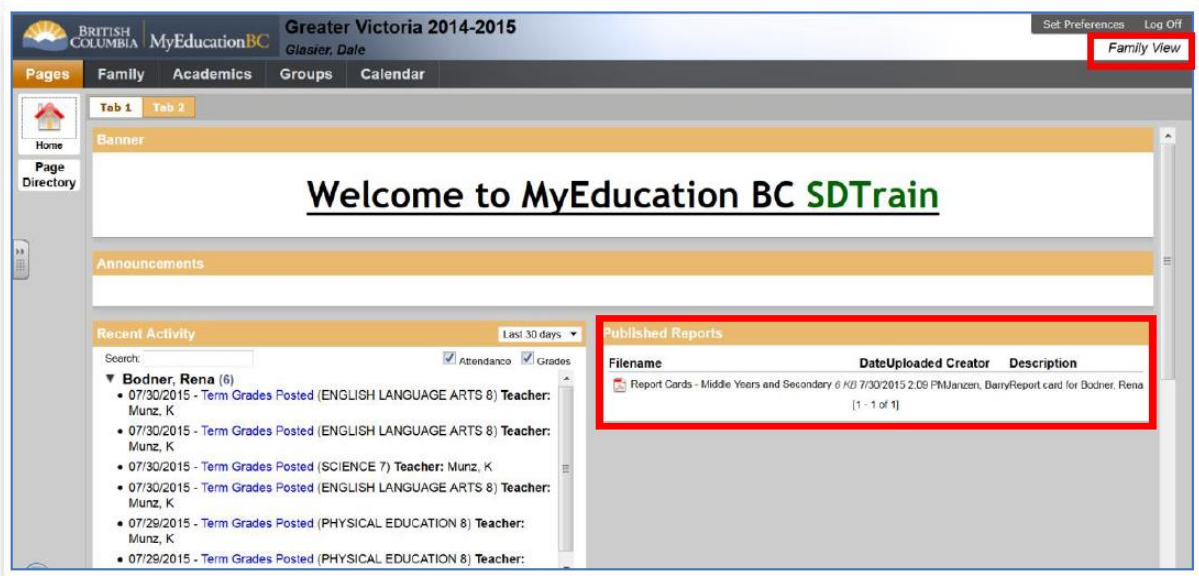 BRITISH COLUMBIA MyEducationBC
Greater Victoria 2014-2015
Glasier, Dale
Set Preferences Log Off
Family View
Pages Family Academics Groups Calendar
Home
Page Directory
Tab 1 Tab 2
Banner
Welcome to MyEducation BC SDTrain
Announcements
Recent Activity Last 30 days
Search: Attendance Grades
Bodner, Rena (6)
07/30/2015 - Term Grades Posted (ENGLISH LANGUAGE ARTS 8) Teacher:
Munz, K
07/30/2015 - Term Grades Posted (ENGLISH LANGUAGE ARTS 8) Teacher:
Munz, K
07/30/2015 - Term Grades Posted (SCIENCE 7) Teacher: Munz, K
07/30/2015 - Term Grades Posted (ENGLISH LANGUAGE ARTS 8) Teacher:
Munz, K
07/29/2015 - Term Grades Posted (PHYSICAL EDUCATION 8) Teacher:
Munz, K
07/29/2015 - Term Grades Posted (PHYSICAL EDUCATION 8) Teacher:
Published Reports
Filename DateUploaded Creator Description
Report Cards - Middle Years and Secondary 6 KB 7/30/2015 2:09 PMJanzen, BarryReport card for Bodner, Rena
[1 - 1 of 1]